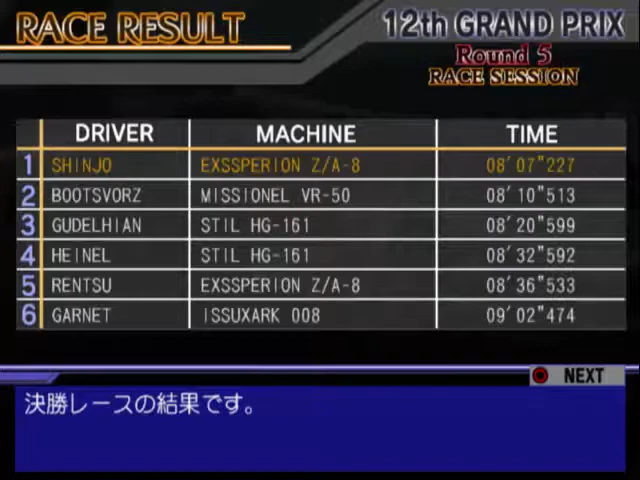 RACE RESULT
12th GRAND PRIX
Round 5
RACE SESSION
DRIVER MACHINE TIME
1 SHINJO EXSSPERION Z/A-8 08'07"227
2 BOOTSVORZ MISSIONEL VR-50 08'10"513
3 GUDELHIAN STIL HG-161 08'20"599
4 HEINEL STIL HG-161 08'32"592
5 RENTSU EXSSPERION Z/A-8 08'36"533
6 GARNET ISSUXARK 008 09'02"474
NEXT
決勝レースの結果です。